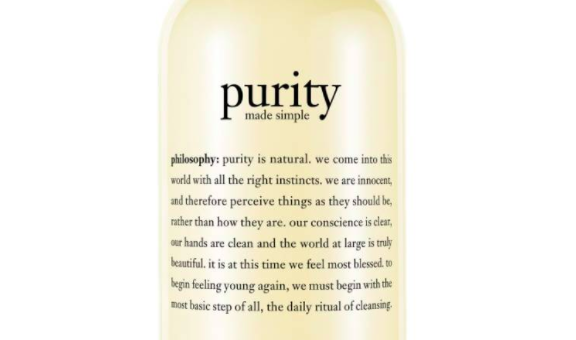 purity
made simple
philosophy: purity is natural. we come into this
world with all the right instincts. we are innocent,
and therefore perceive things as they should be,
rather than how they are. our conscience is clear,
our hands are clean and the world at large is truly
beautiful. it is at this time we feel most blessed. to
begin feeling young again, we must begin with the
most basic step of all, the daily ritual of cleansing.